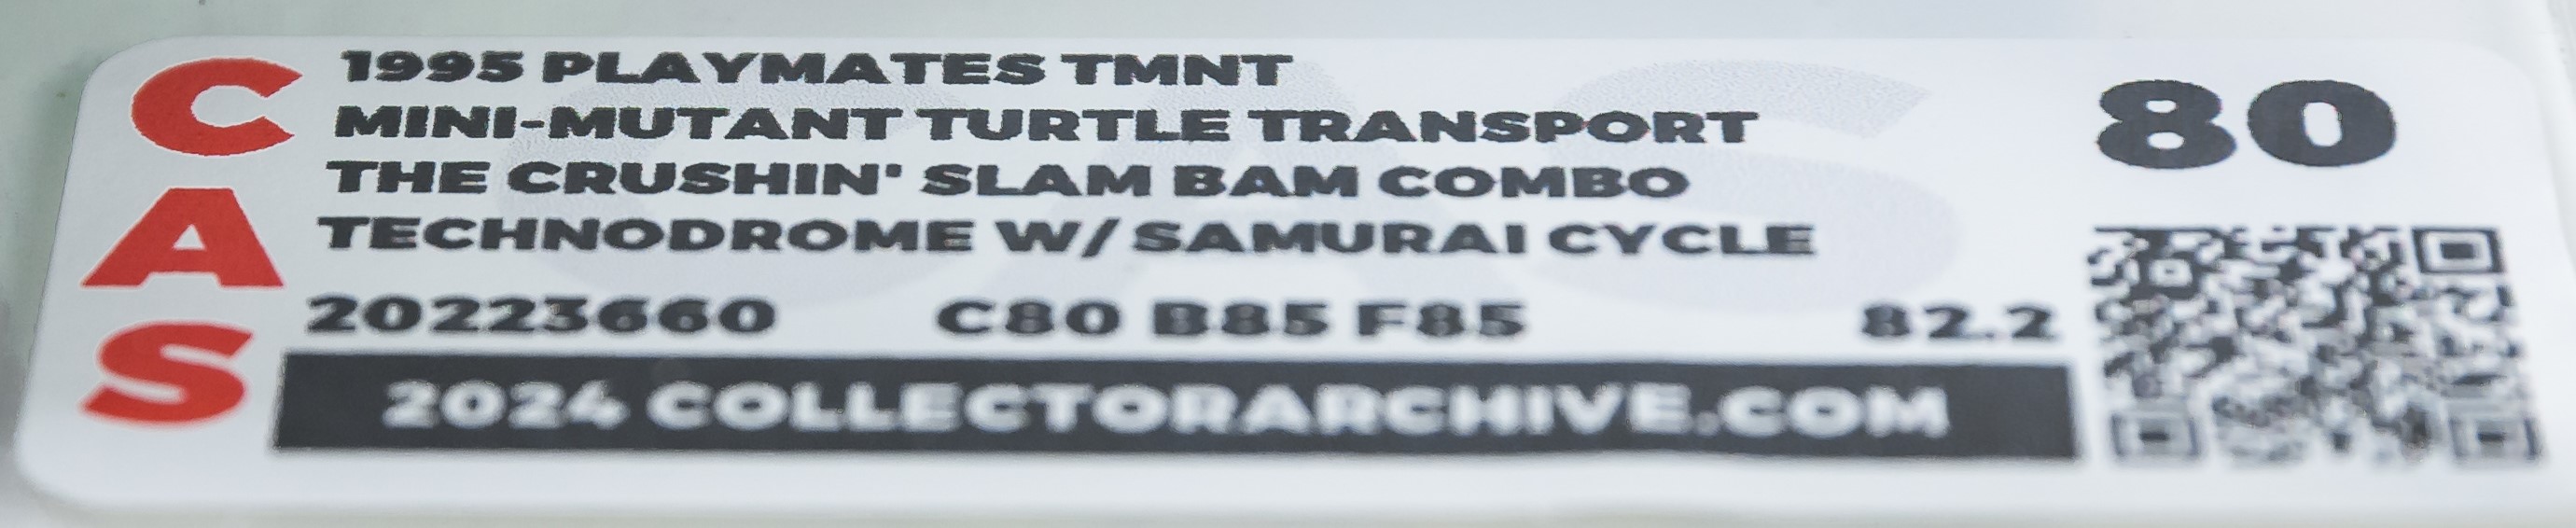 CAS
1995 PLAYMATES TMNT
MINI-MUTANT TURTLE TRANSPORT
THE CRUSHIN' SLAM BAM COMBO
TECHNODROME W/ SAMURAI CYCLE
80
20223660 C80 B85 F85 82.2
2024 COLLECTORARCHIVE.COM